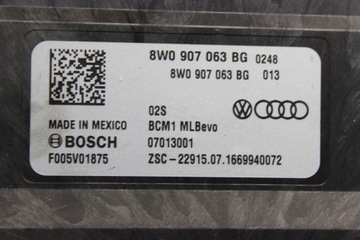 8W0 907 063 BG 0248
8W0 907 063 BG 013
02S
MADE IN MEXICO BCM1 MLBevo
BOSCH 07013001
F005V01875 ZSC-22915.07.1669940072